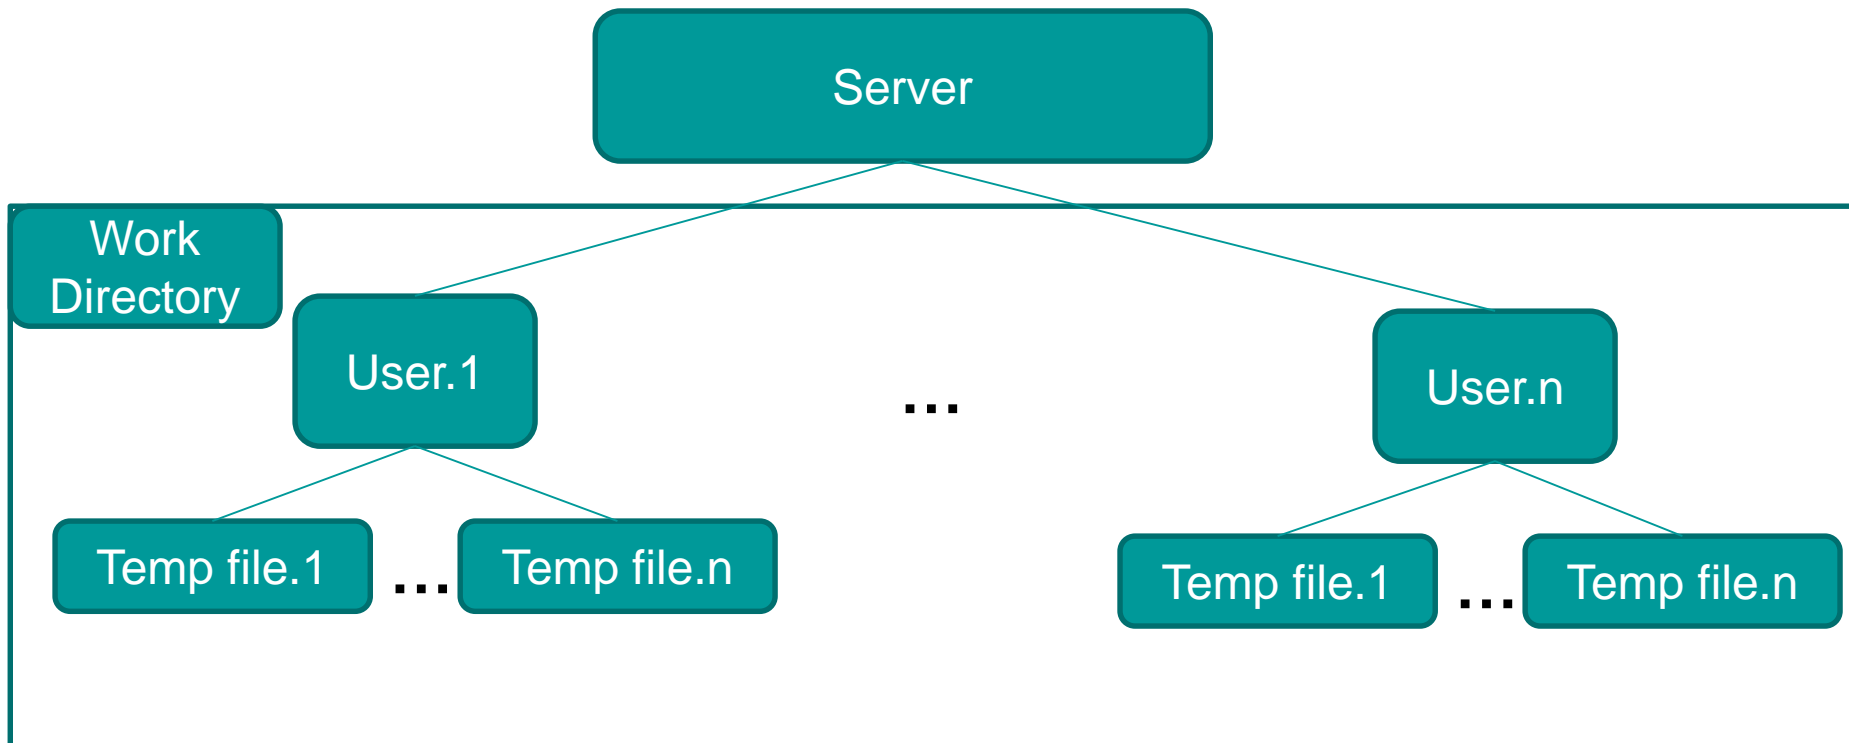 Server
Work
Directory
User.1
...
User.n
Temp file.1
...
Temp file.n
Temp file.1
...
Temp file.n